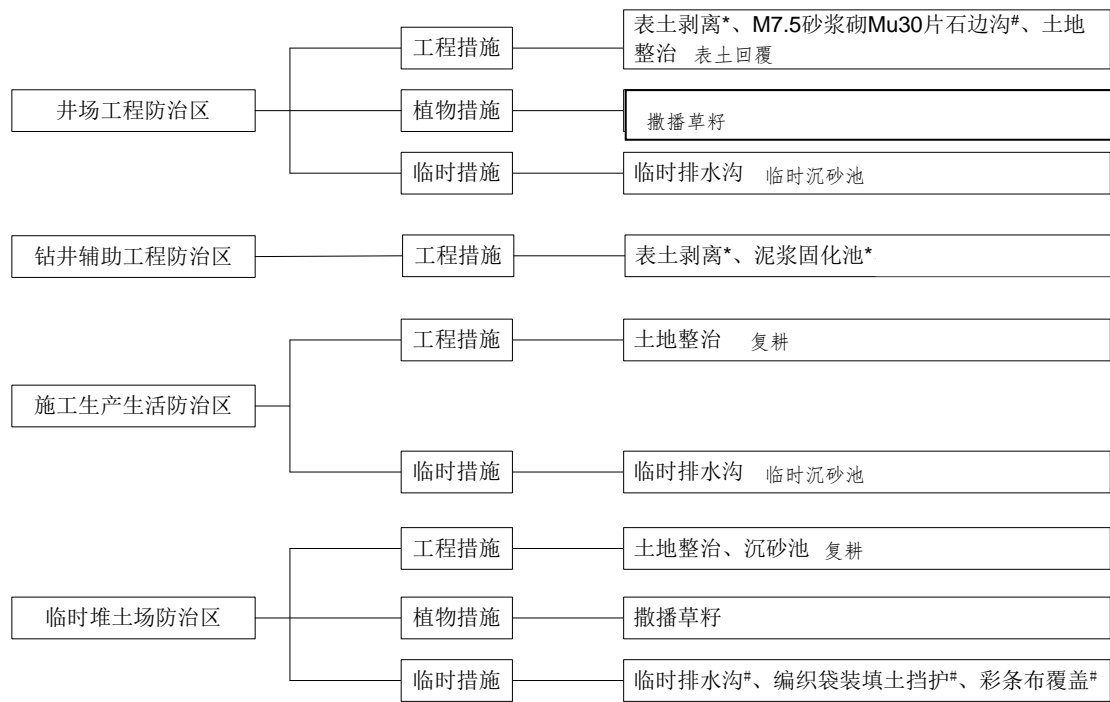 工程措施
表土剥离*、M7.5砂浆砌Mu30片石边沟#、土地
整治 表土回覆
井场工程防治区
植物措施
撒播草籽
临时措施
临时排水沟 临时沉砂池
钻井辅助工程防治区
工程措施
表土剥离*、泥浆固化池*
工程措施
土地整治 复耕
施工生产生活防治区
临时措施
临时排水沟 临时沉砂池
工程措施
土地整治、沉砂池 复耕
临时堆土场防治区
植物措施
撒播草籽
临时措施
临时排水沟#、编织袋装填土挡护#、彩条布覆盖#